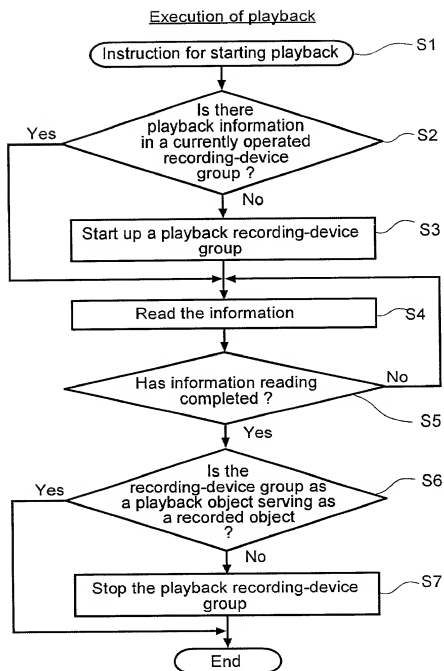 Execution of playback
Instruction for starting playback
S1
Is there
playback information
in a currently operated
recording-device
group ?
Yes
S2
No
Start up a playback recording-device
group
S3
Read the information
S4
Has information reading
completed ?
No
S5
Yes
Is the
recording-device group as
a playback object serving as
a recorded object
?
Yes
S6
No
Stop the playback recording-device
group
S7
End